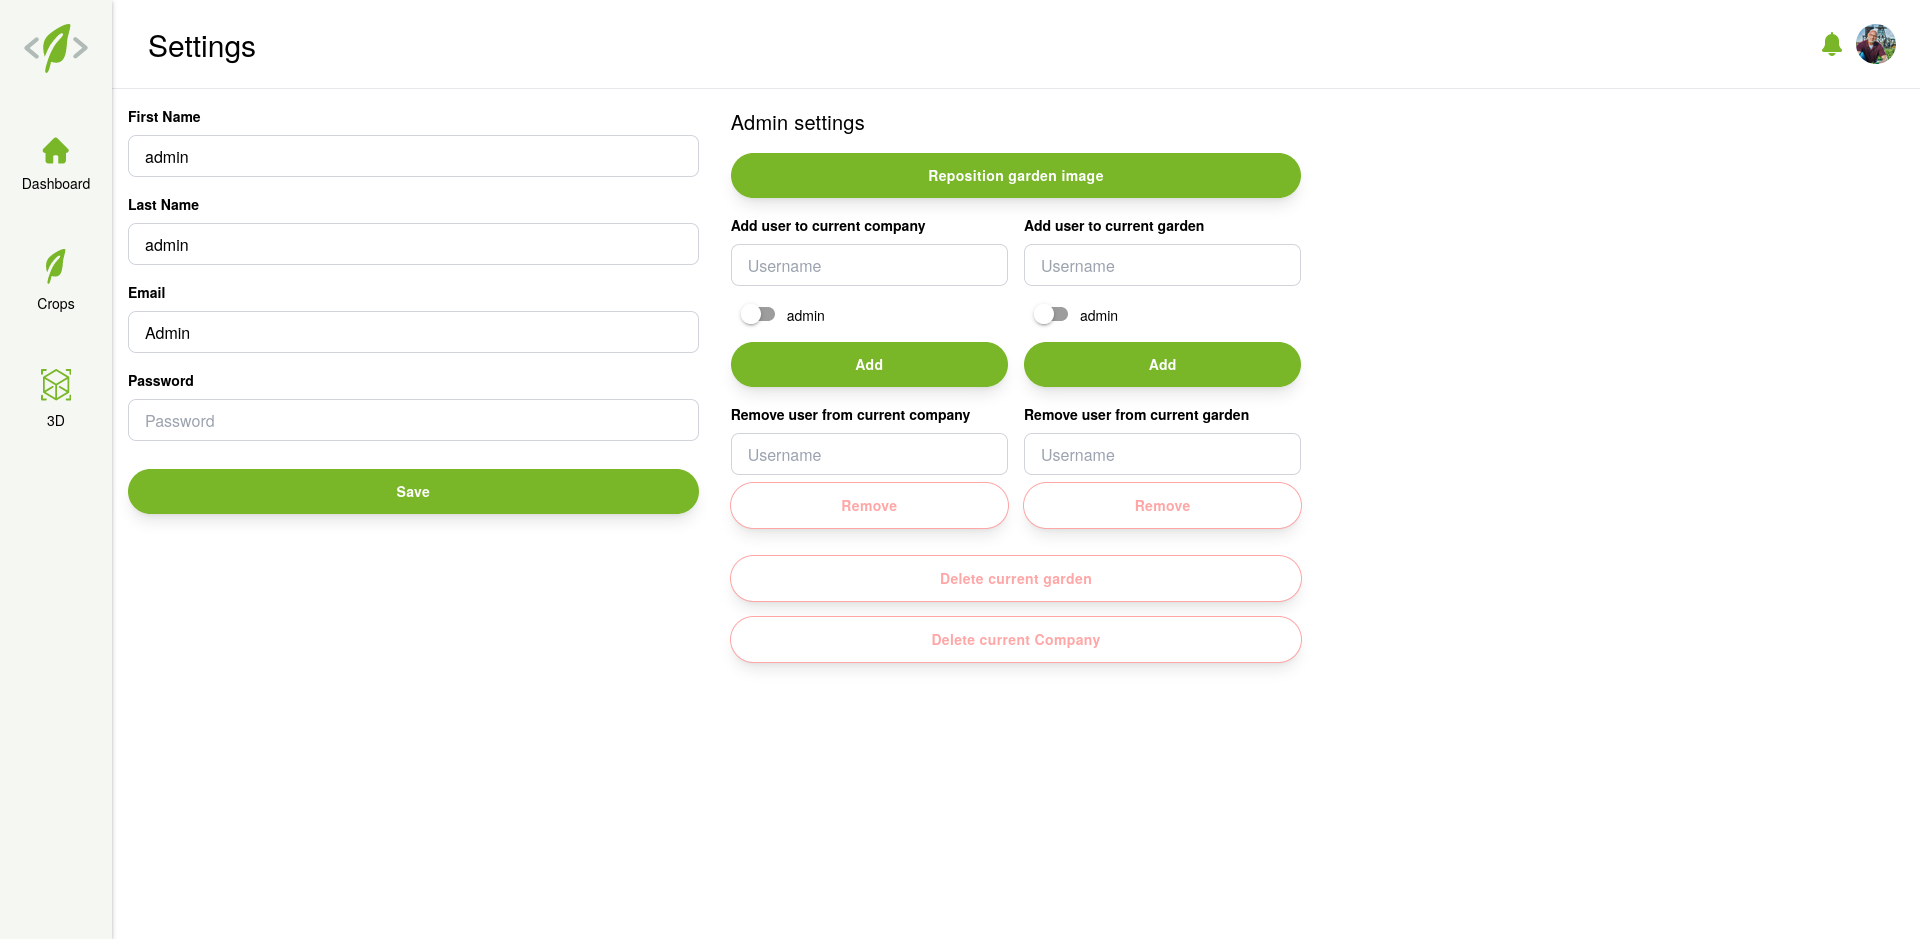 Settings
Dashboard
Crops
3D
First Name
admin
Last Name
admin
Email
Admin
Password
Password
Save
Admin settings
Reposition garden image
Add user to current company
Username
admin
Add
Add user to current garden
Username
admin
Add
Remove user from current company
Username
Remove
Remove user from current garden
Username
Remove
Delete current garden
Delete current Company